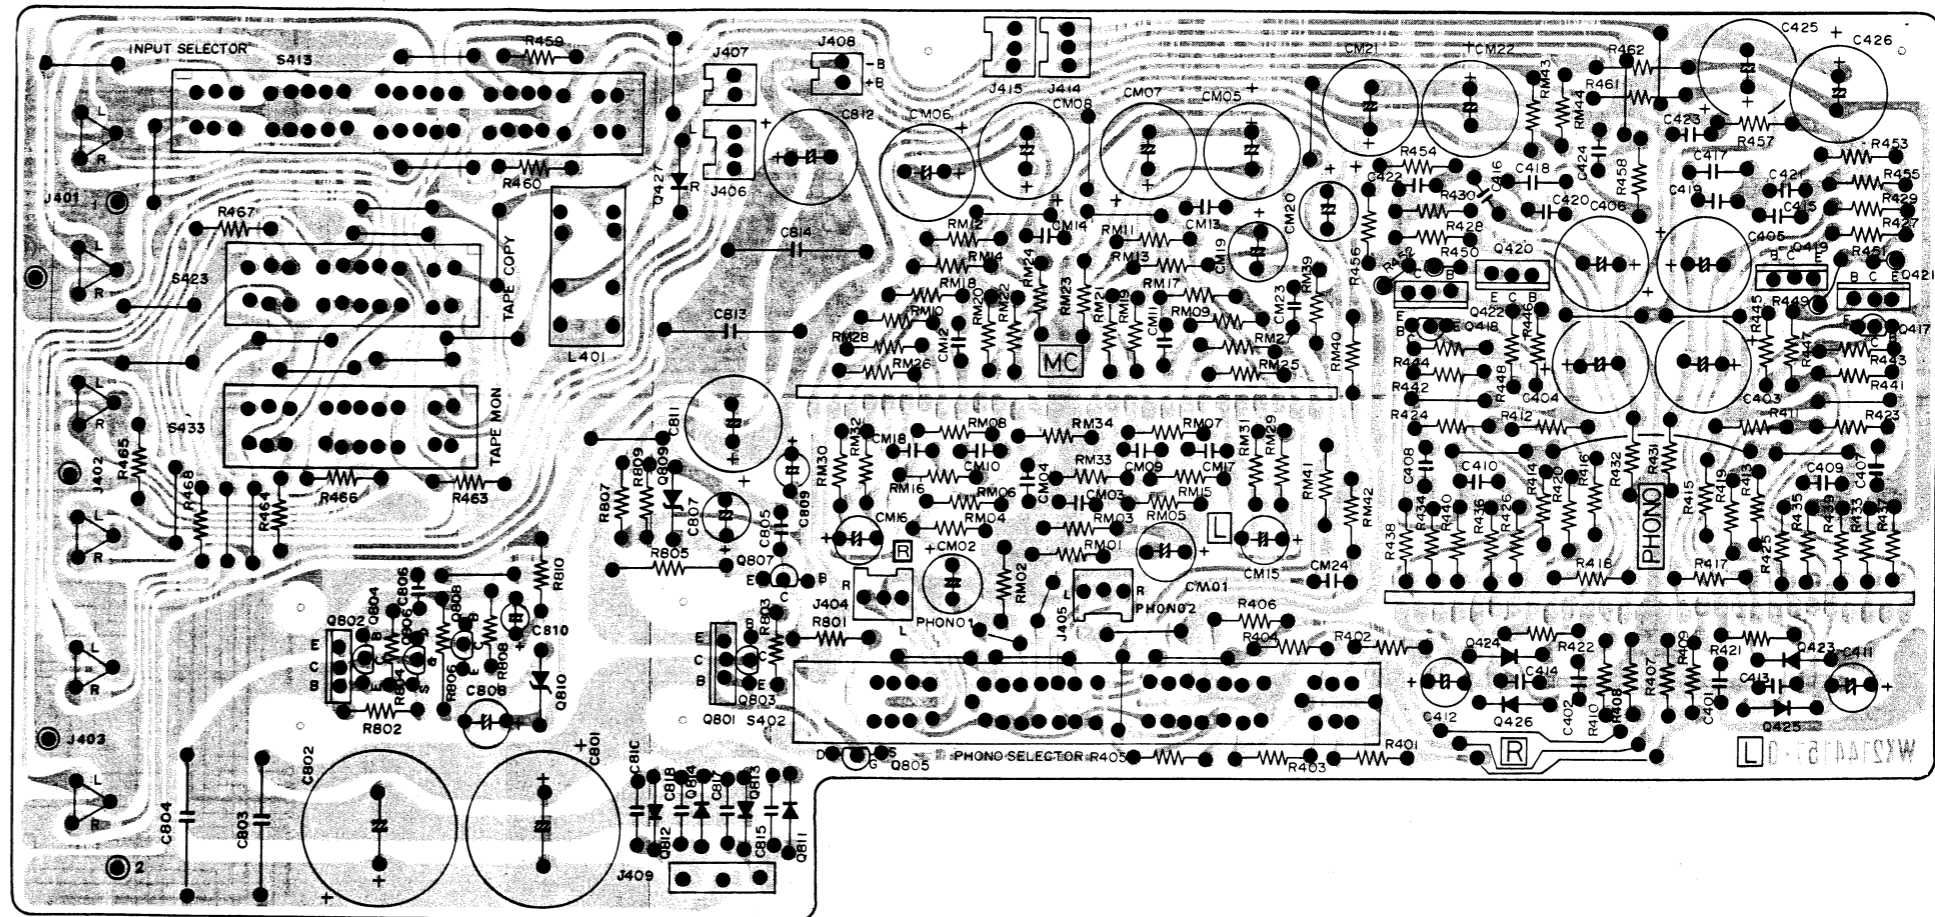 INPUT SELECTOR
S413
R459
J407
J408
-B
+B
J415
J414
CM21
CM22
R462
C425
C426
R461
RM43
RM44
L
R
CM06
CM08
CM07
CM05
C812
C423
R457
C424
R458
R460
Q427
L
R
J406
R454
C422
C416
C418
C417
C421
R453
R455
J401
1
R467
C814
RM12
CM14
RM11
CM13
CM20
CM19
R430
C420
C419
C415
R429
R428
C406
C405
R427
L
R
S423
TAPE COPY
RM14
RM24
RM13
RM23
RM39
R456
R450
Q420
Q419
R451
Q421
C B
B C E
B C E
RM18
RM20
RM22
RM21
RM19
RM17
CM23
E C B
R449
C813
RM10
CM12
CM11
RM09
Q422
Q418
R446
R445
R447
Q417
L401
RM28
RM26
MC
RM27
RM25
RM40
R444
R443
R442
R448
C404
C403
R441
L
R
S433
TAPE MON
C811
R424
R412
R411
R423
RM30
RM32
CM18
RM08
RM34
RM07
RM31
RM29
R465
J402
R468
R464
R466
R463
R807
R809
Q809
C807
C809
C805
RM16
CM10
CM04
RM33
CM09
CM17
RM41
RM42
C408
C410
R414
R420
R416
R432
R431
R415
R419
R413
C409
C407
RM06
CM03
RM15
CM16
RM04
RM03
RM05
L
R434
R440
R436
R426
PHONO
R435
R439
R433
R437
R438
R425
L
R
R805
Q807
E
C
B
R
CM02
RM01
CM15
CM24
R418
R417
R810
C806
Q804
Q806
Q808
R803
J404
R
L
PHONO1
RM02
J405
L
R
PHONO2
CM01
R406
Q802
C810
R801
R404
R402
E
C
B
R804
R806
R808
Q810
E
C
B
B
C
E
Q803
Q424
R422
C414
R407
R409
R421
Q423
C411
C413
R802
Q801
S402
C412
Q426
C402
R410
R408
C401
Q425
L
R
J403
C802
C801
D
G
S
Q805
PHONO SELECTOR
R405
R403
R401
R
L
L
R
C804
C803
C818
Q814
C817
Q813
Q812
C815
Q811
2
J409